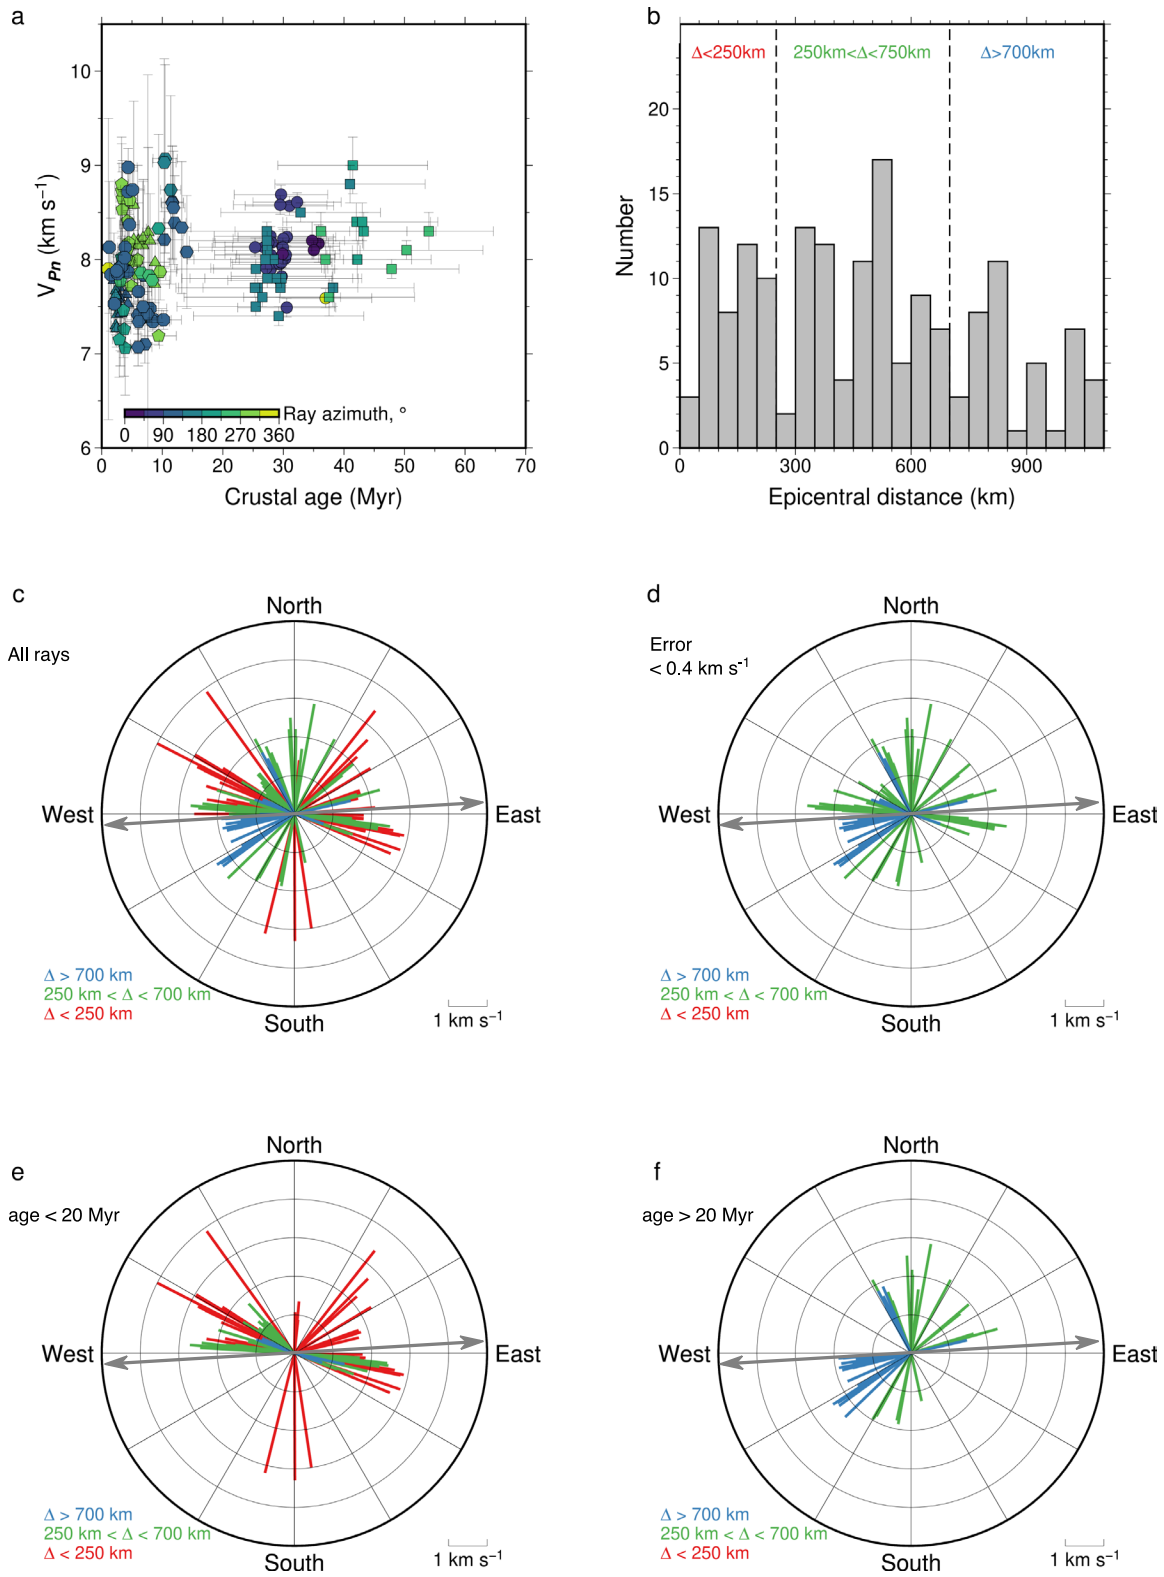 a
10
9
8
7
6
V_Pn (km s⁻¹)
Ray azimuth, °
0 90 180 270 360
0 10 20 30 40 50 60 70
Crustal age (Myr)
b
Δ<250km 250km<Δ<750km Δ>700km
20
15
10
5
0
Number
0 300 600 900
Epicentral distance (km)
c
All rays
North
West
East
South
Δ > 700 km
250 km < Δ < 700 km
Δ < 250 km
1 km s⁻¹
d
Error
< 0.4 km s⁻¹
North
West
East
South
Δ > 700 km
250 km < Δ < 700 km
Δ < 250 km
1 km s⁻¹
e
age < 20 Myr
North
West
East
South
Δ > 700 km
250 km < Δ < 700 km
Δ < 250 km
1 km s⁻¹
f
age > 20 Myr
North
West
East
South
Δ > 700 km
250 km < Δ < 700 km
Δ < 250 km
1 km s⁻¹